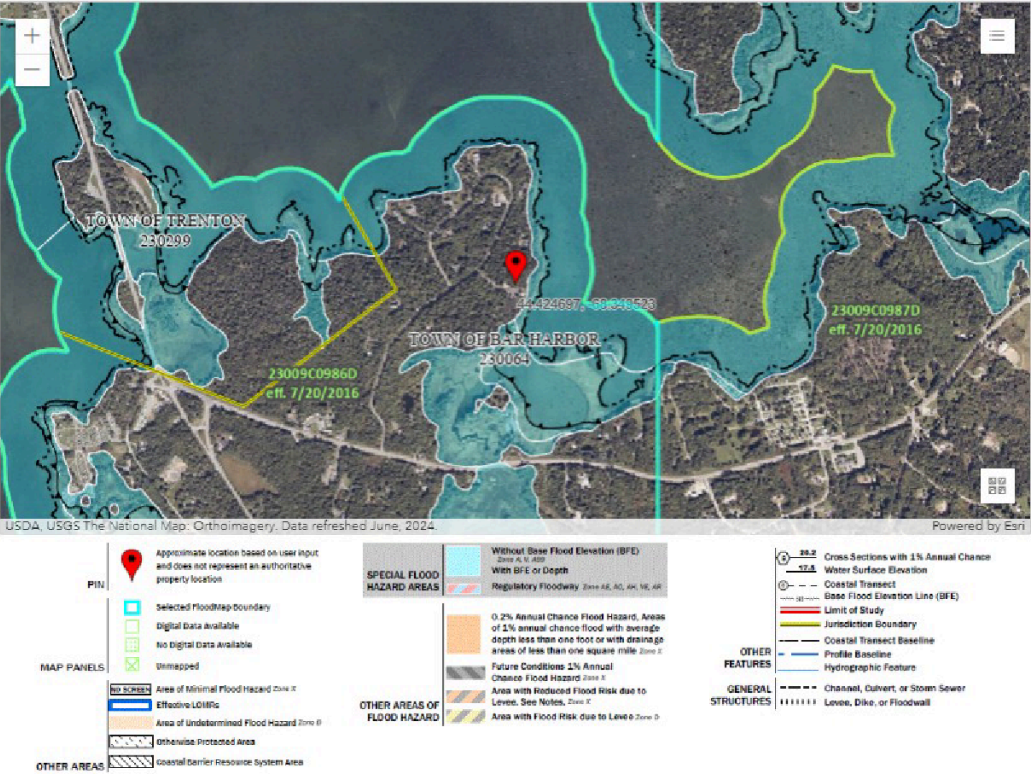 +
−
TOWN OF TRENTON
230299
TOWN OF BAR HARBOR
230064
23009C0987D
eff. 7/20/2016
23009C0986D
eff. 7/20/2016
USDA, USGS The National Map: Orthoimagery. Data refreshed June, 2024.
Powered by Esri
PIN
Approximate location based on user input
and does not represent an authoritative
property location
MAP PANELS
Selected FloodMap Boundary
Digital Data Available
No Digital Data Available
Unmapped
OTHER AREAS
NO SCREEN Area of Minimal Flood Hazard Zone X
Effective LOMRs
Area of Undetermined Flood Hazard Zone D
Otherwise Protected Area
Coastal Barrier Resource System Area
SPECIAL FLOOD
HAZARD AREAS
Without Base Flood Elevation (BFE)
Zone A, V, A99
With BFE or Depth
Regulatory Floodway Zone AE, AO, AH, VE, AR
OTHER AREAS OF
FLOOD HAZARD
0.2% Annual Chance Flood Hazard, Areas
of 1% annual chance flood with average
depth less than one foot or with drainage
areas of less than one square mile Zone X
Future Conditions 1% Annual
Chance Flood Hazard Zone X
Area with Reduced Flood Risk due to
Levee. See Notes. Zone X
Area with Flood Risk due to Levee Zone D
OTHER
FEATURES
20.2 Cross Sections with 1% Annual Chance
17.5 Water Surface Elevation
Coastal Transect
Base Flood Elevation Line (BFE)
Limit of Study
Jurisdiction Boundary
Coastal Transect Baseline
Profile Baseline
Hydrographic Feature
GENERAL
STRUCTURES
Channel, Culvert, or Storm Sewer
Levee, Dike, or Floodwall